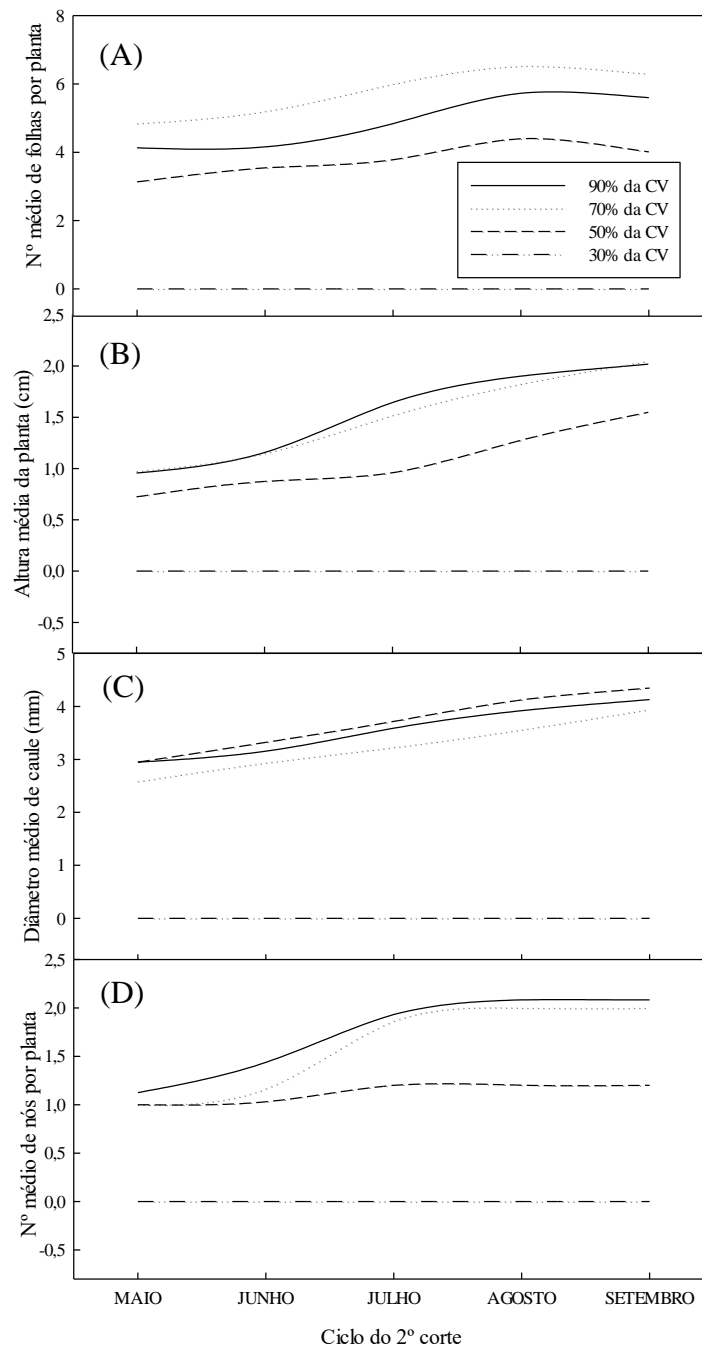 (A)
Nº médio de folhas por planta
8
6
4
2
0
90% da CV
70% da CV
50% da CV
30% da CV
(B)
Altura média da planta (cm)
2,5
2,0
1,5
1,0
0,5
0,0
-0,5
(C)
Diâmetro médio de caule (mm)
5
4
3
2
1
0
(D)
Nº médio de nós por planta
2,5
2,0
1,5
1,0
0,5
0,0
-0,5
MAIO JUNHO JULHO AGOSTO SETEMBRO
Ciclo do 2º corte